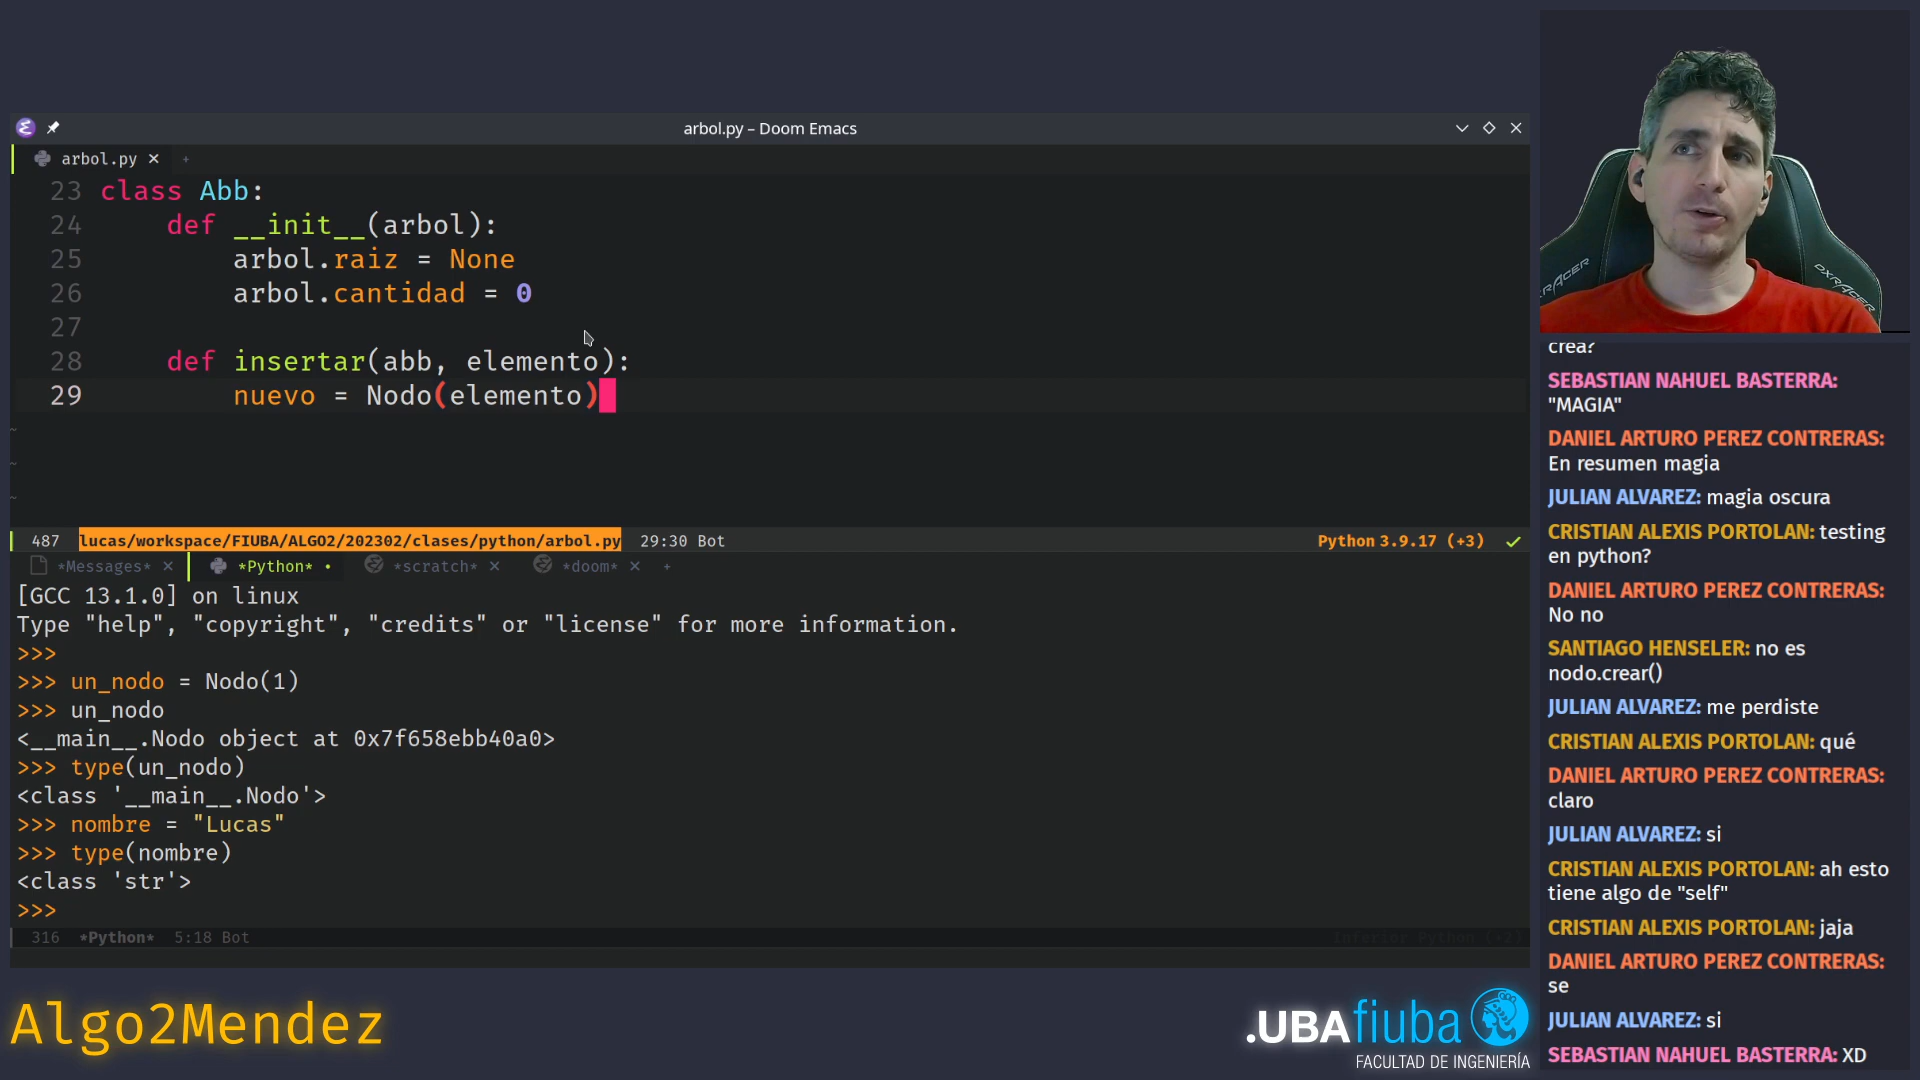 arbol.py – Doom Emacs
arbol.py
23 class Abb:
24 def __init__(arbol):
25 arbol.raiz = None
26 arbol.cantidad = 0
27
28 def insertar(abb, elemento):
29 nuevo = Nodo(elemento)
~
~
~
487 lucas/workspace/FIUBA/ALGO2/202302/clases/python/arbol.py 29:30 Bot Python 3.9.17 (+3)
*Messages* *Python* *scratch* *doom*
[GCC 13.1.0] on linux
Type "help", "copyright", "credits" or "license" for more information.
>>>
>>> un_nodo = Nodo(1)
>>> un_nodo
<__main__.Nodo object at 0x7f658ebb40a0>
>>> type(un_nodo)
<class '__main__.Nodo'>
>>> nombre = "Lucas"
>>> type(nombre)
<class 'str'>
>>>
316 *Python* 5:18 Bot Inferior Python (+2)
Algo2Mendez
.UBAfiuba
FACULTAD DE INGENIERÍA
DXRACER
crea?
SEBASTIAN NAHUEL BASTERRA:
"MAGIA"
DANIEL ARTURO PEREZ CONTRERAS:
En resumen magia
JULIAN ALVAREZ: magia oscura
CRISTIAN ALEXIS PORTOLAN: testing
en python?
DANIEL ARTURO PEREZ CONTRERAS:
No no
SANTIAGO HENSELER: no es
nodo.crear()
JULIAN ALVAREZ: me perdiste
CRISTIAN ALEXIS PORTOLAN: qué
DANIEL ARTURO PEREZ CONTRERAS:
claro
JULIAN ALVAREZ: si
CRISTIAN ALEXIS PORTOLAN: ah esto
tiene algo de "self"
CRISTIAN ALEXIS PORTOLAN: jaja
DANIEL ARTURO PEREZ CONTRERAS:
se
JULIAN ALVAREZ: si
SEBASTIAN NAHUEL BASTERRA: XD